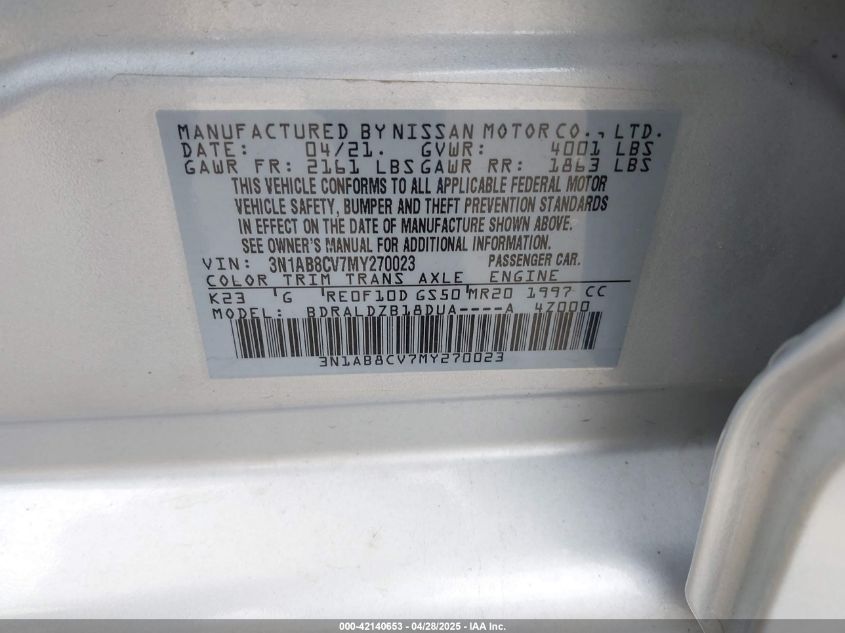 MANUFACTURED BY NISSAN MOTOR CO., LTD.
DATE: 04/21. GVWR: 4001 LBS
GAWR FR: 2161 LBS GAWR RR: 1863 LBS
THIS VEHICLE CONFORMS TO ALL APPLICABLE FEDERAL MOTOR
VEHICLE SAFETY, BUMPER AND THEFT PREVENTION STANDARDS
IN EFFECT ON THE DATE OF MANUFACTURE SHOWN ABOVE.
SEE OWNER'S MANUAL FOR ADDITIONAL INFORMATION.
VIN: 3N1AB8CV7MY270023 PASSENGER CAR.
COLOR TRIM TRANS AXLE ENGINE
K23 G RE0F10D GS50 MR20 1997 CC
MODEL: BDRALDZB18DUA----A 4Z000
3N1AB8CV7MY270023
000-42140653 - 04/28/2025 - IAA Inc.